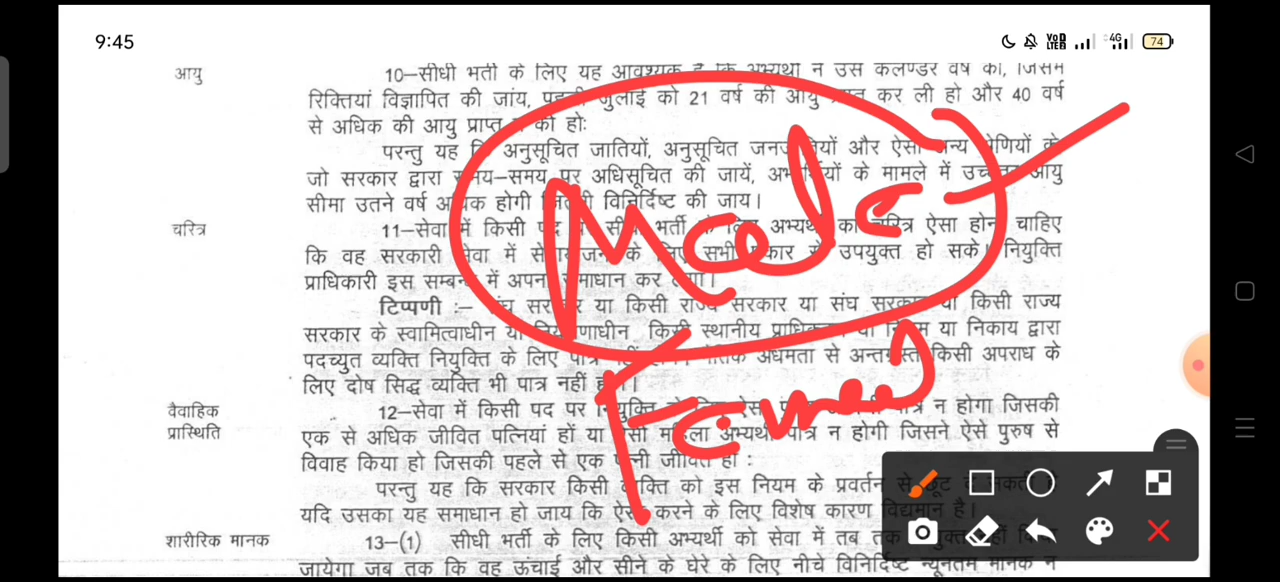 9:45
VoD LTE2 4G 74
आयु
10–सीधी भर्ती के लिए यह आवश्यक है कि अभ्यर्थी ने उस कलेण्डर वर्ष की, जिसमें
रिक्तियां विज्ञापित की जांय, पहली जुलाई को 21 वर्ष की आयु प्राप्त कर ली हो और 40 वर्ष
से अधिक की आयु प्राप्त न की होः
परन्तु यह कि अनुसूचित जातियों, अनुसूचित जनजातियों और ऐसी अन्य श्रेणियों के
जो सरकार द्वारा समय–समय पर अधिसूचित की जायें, अभ्यर्थियों के मामले में उच्चतर आयु
सीमा उतने वर्ष अधिक होगी जितनी विनिर्दिष्ट की जाय।
चरित्र
11–सेवा में किसी पद पर सीधी भर्ती के लिए अभ्यर्थी का चरित्र ऐसा होना चाहिए
कि वह सरकारी सेवा में सेवायोजन के लिए सभी प्रकार से उपयुक्त हो सके। नियुक्ति
प्राधिकारी इस सम्बन्ध में अपना समाधान कर लेगा।
टिप्पणी :– संघ सरकार या किसी राज्य सरकार या संघ सरकार या किसी राज्य
सरकार के स्वामित्वाधीन या नियंत्रणाधीन किसी स्थानीय प्राधिकारी या निगम या निकाय द्वारा
पदच्युत व्यक्ति नियुक्ति के लिए पात्र नहीं नैतिक अधमता से अन्तर्ग्रस्त किसी अपराध के
लिए दोष सिद्ध व्यक्ति भी पात्र नहीं
वैवाहिक
प्रास्थिति
12–सेवा में किसी पद पर नियुक्ति के लिए ऐसा पात्र न होगा जिसकी
एक से अधिक जीवित पत्नियां हों या ऐसी महिला अभ्यर्थी पात्र न होगी जिसने ऐसे पुरुष से
विवाह किया हो जिसकी पहले से एक पत्नी जीवित हो :
परन्तु यह कि सरकार किसी व्यक्ति को इस नियम के प्रवर्तन से छूट दे सकती है
यदि उसका यह समाधान हो जाय कि ऐसा करने के लिए विशेष कारण विद्यमान है।
शारीरिक मानक
13–(1) सीधी भर्ती के लिए किसी अभ्यर्थी को सेवा में तब तक नियुक्त नहीं किया
जायेगा जब तक कि वह ऊंचाई और सीने के घेरे के लिए नीचे विनिर्दिष्ट न्यूनतम मानक न